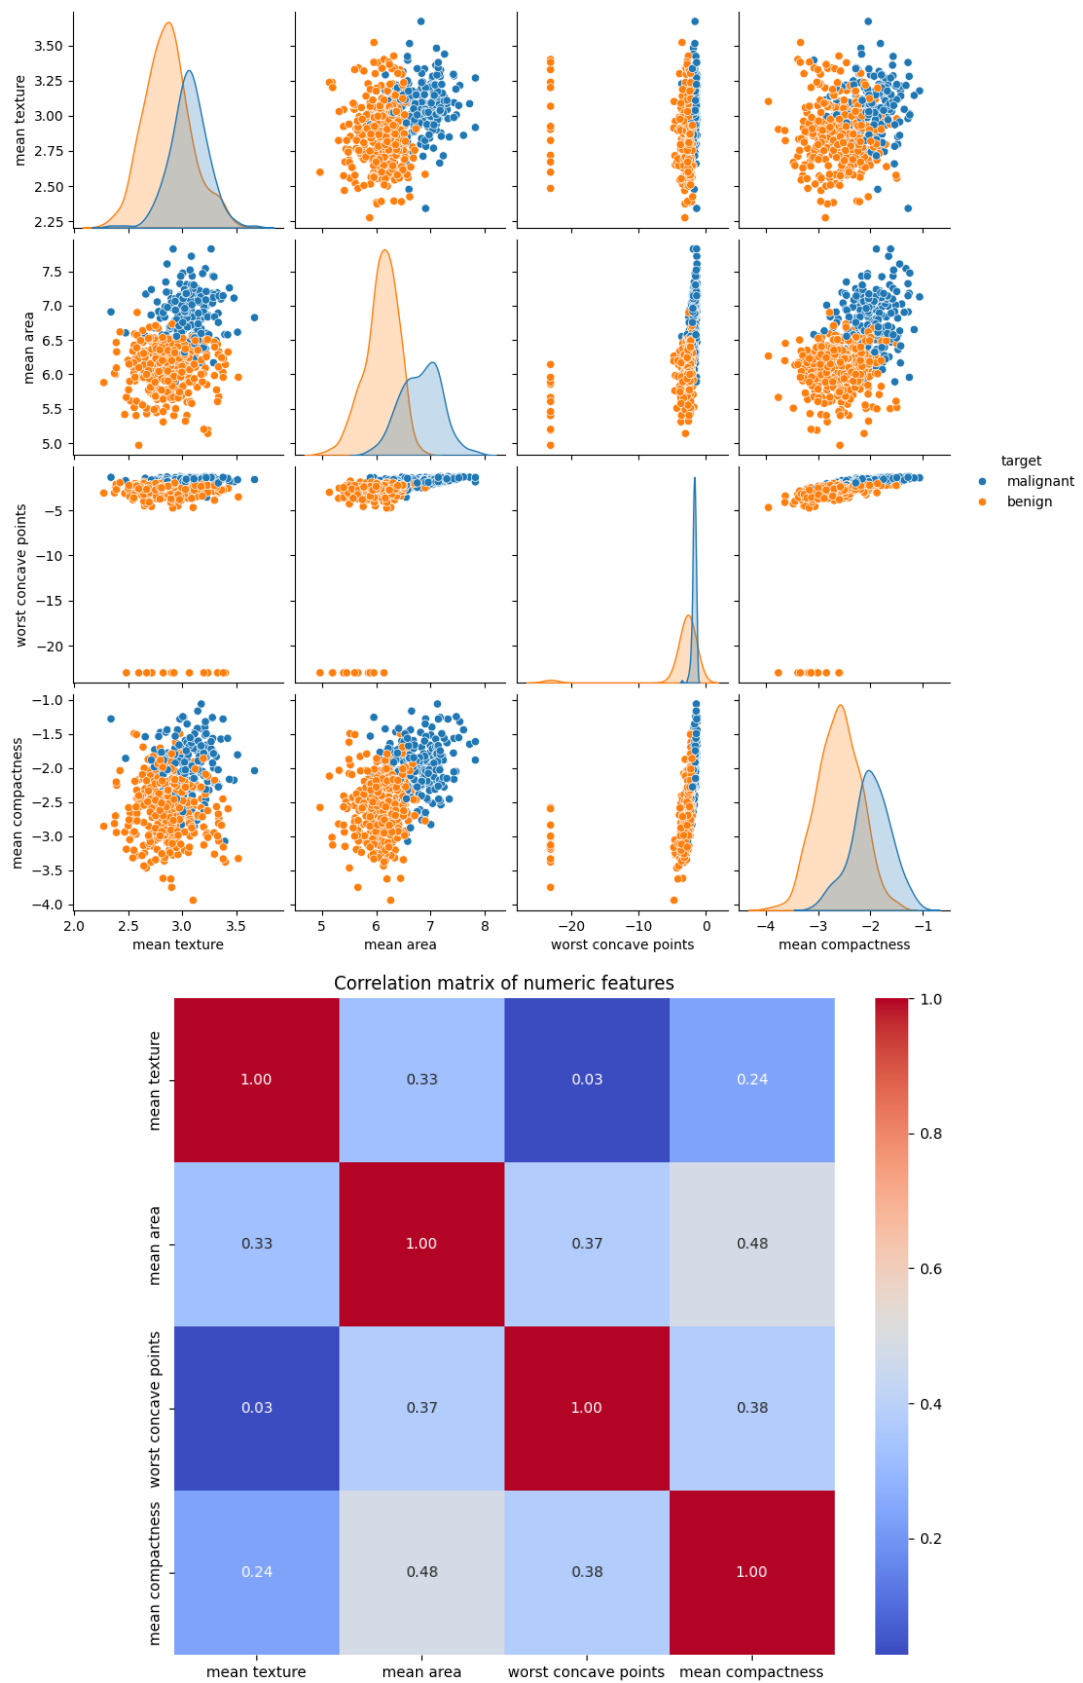 3.50
3.25
3.00
2.75
2.50
2.25
mean texture
7.5
7.0
6.5
6.0
5.5
5.0
mean area
target
malignant
benign
−5
−10
−15
−20
worst concave points
−1.0
−1.5
−2.0
−2.5
−3.0
−3.5
−4.0
mean compactness
2.0 2.5 3.0 3.5
5 6 7 8
−20 −10 0
−4 −3 −2 −1
mean texture mean area worst concave points mean compactness
Correlation matrix of numeric features
mean texture
1.00 0.33 0.03 0.24
mean area
0.33 1.00 0.37 0.48
worst concave points
0.03 0.37 1.00 0.38
mean compactness
0.24 0.48 0.38 1.00
mean texture mean area worst concave points mean compactness
1.0
0.8
0.6
0.4
0.2